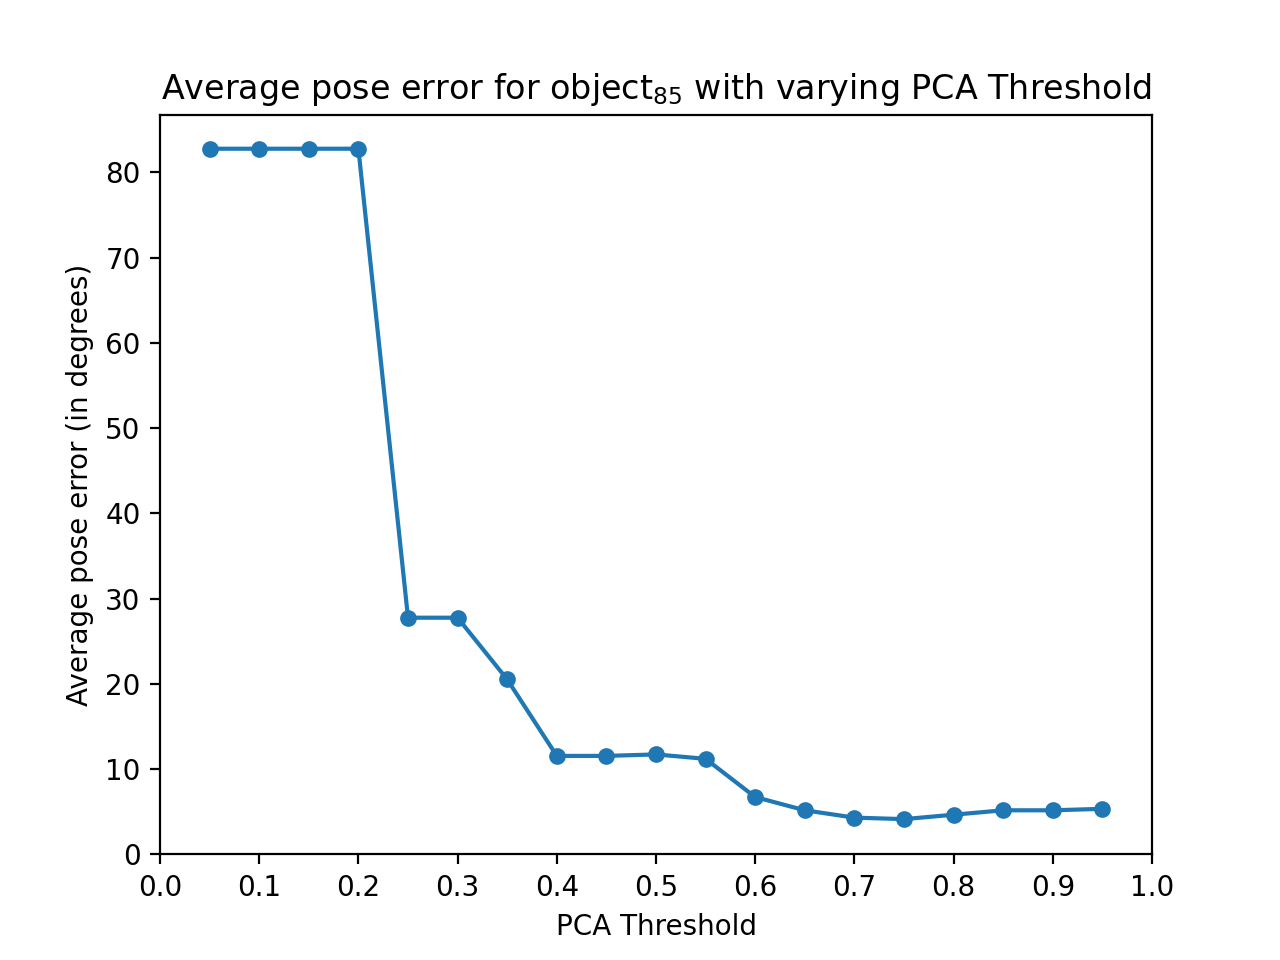 Average pose error for object₈₅ with varying PCA Threshold
Average pose error (in degrees)
80
70
60
50
40
30
20
10
0
0.0 0.1 0.2 0.3 0.4 0.5 0.6 0.7 0.8 0.9 1.0
PCA Threshold